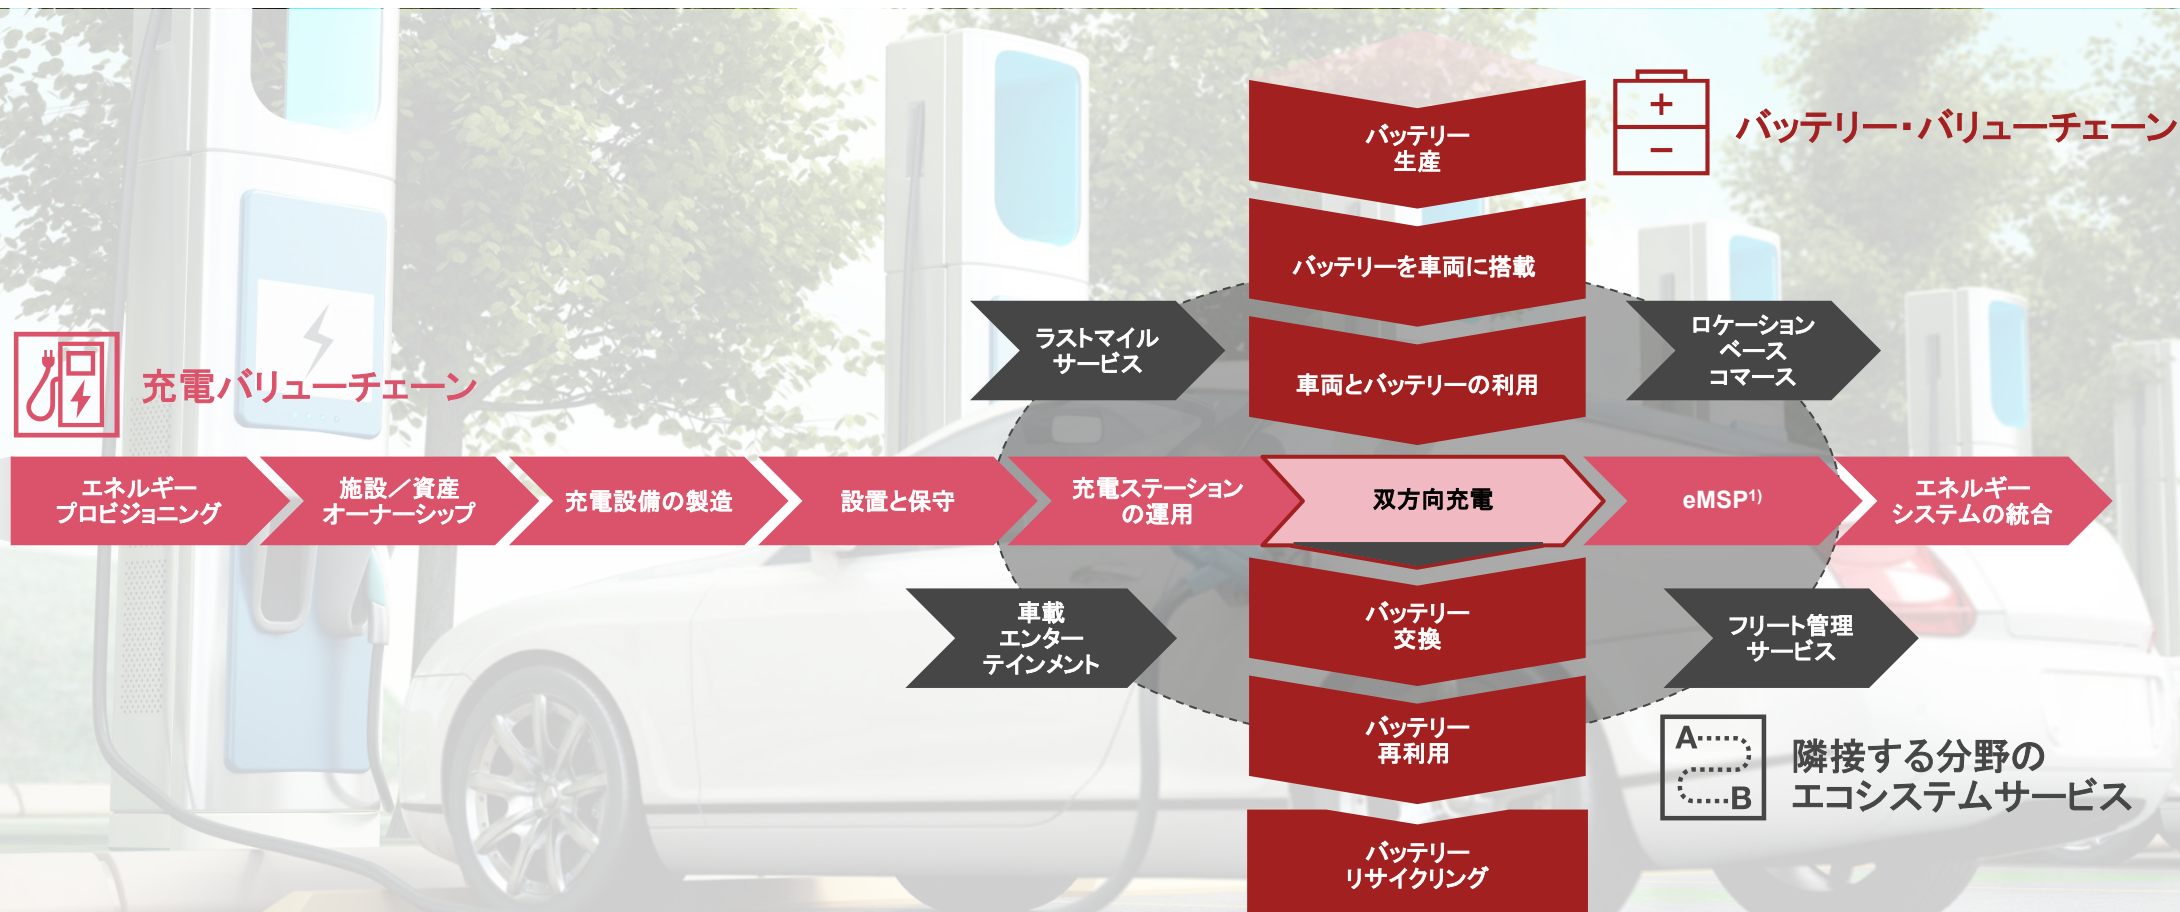 バッテリー・バリューチェーン
＋
－
バッテリー
生産
バッテリーを車両に搭載
車両とバッテリーの利用
ラストマイル
サービス
ロケーション
ベース
コマース
充電バリューチェーン
エネルギー
プロビジョニング
施設／資産
オーナーシップ
充電設備の製造
設置と保守
充電ステーション
の運用
双方向充電
eMSP¹⁾
エネルギー
システムの統合
車載
エンター
テインメント
バッテリー
交換
フリート管理
サービス
バッテリー
再利用
A
B
隣接する分野の
エコシステムサービス
バッテリー
リサイクリング